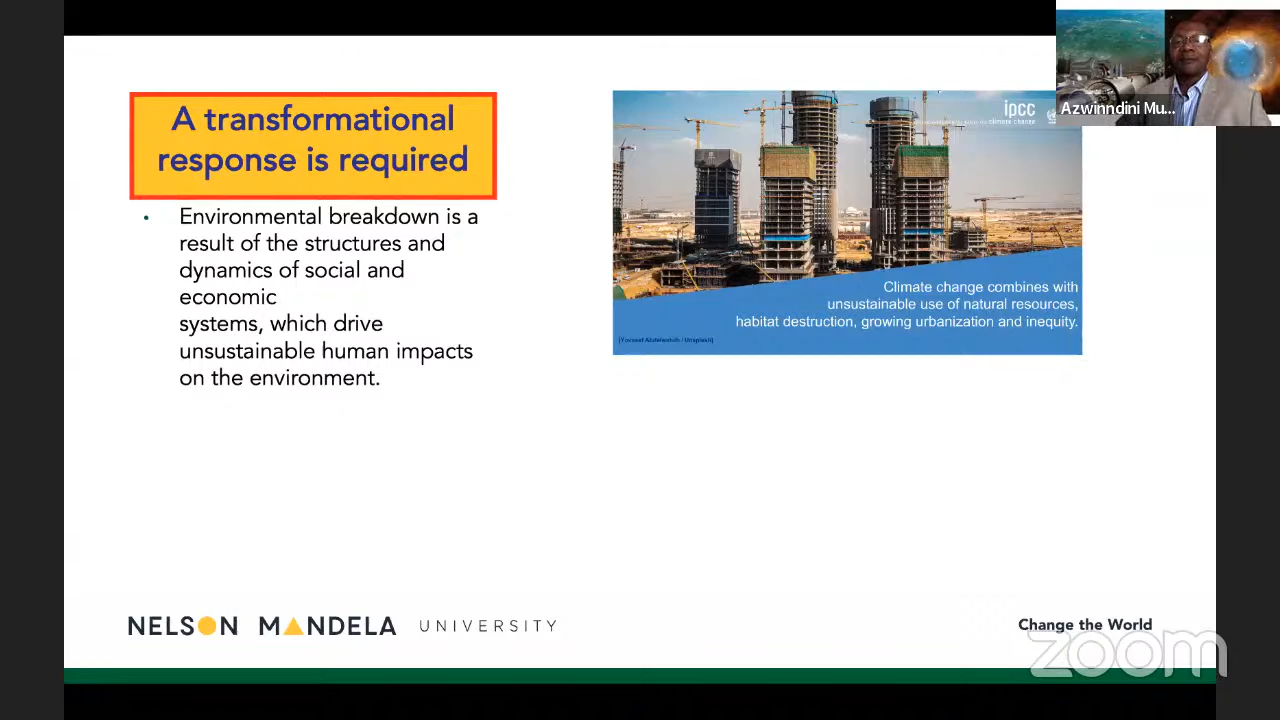 A transformational
response is required
• Environmental breakdown is a
result of the structures and
dynamics of social and
economic
systems, which drive
unsustainable human impacts
on the environment.
ipcc
climate change
Climate change combines with
unsustainable use of natural resources,
habitat destruction, growing urbanization and inequity.
Azwinndini Mu...
NELSON MANDELA UNIVERSITY
Change the World
zoom